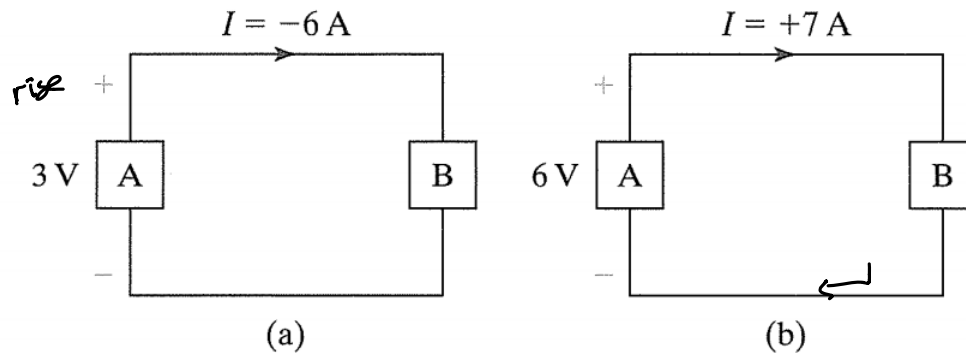 I = −6 A
I = +7 A
rise
+
+
3 V
A
B
6 V
A
B
−
−
(a)
(b)